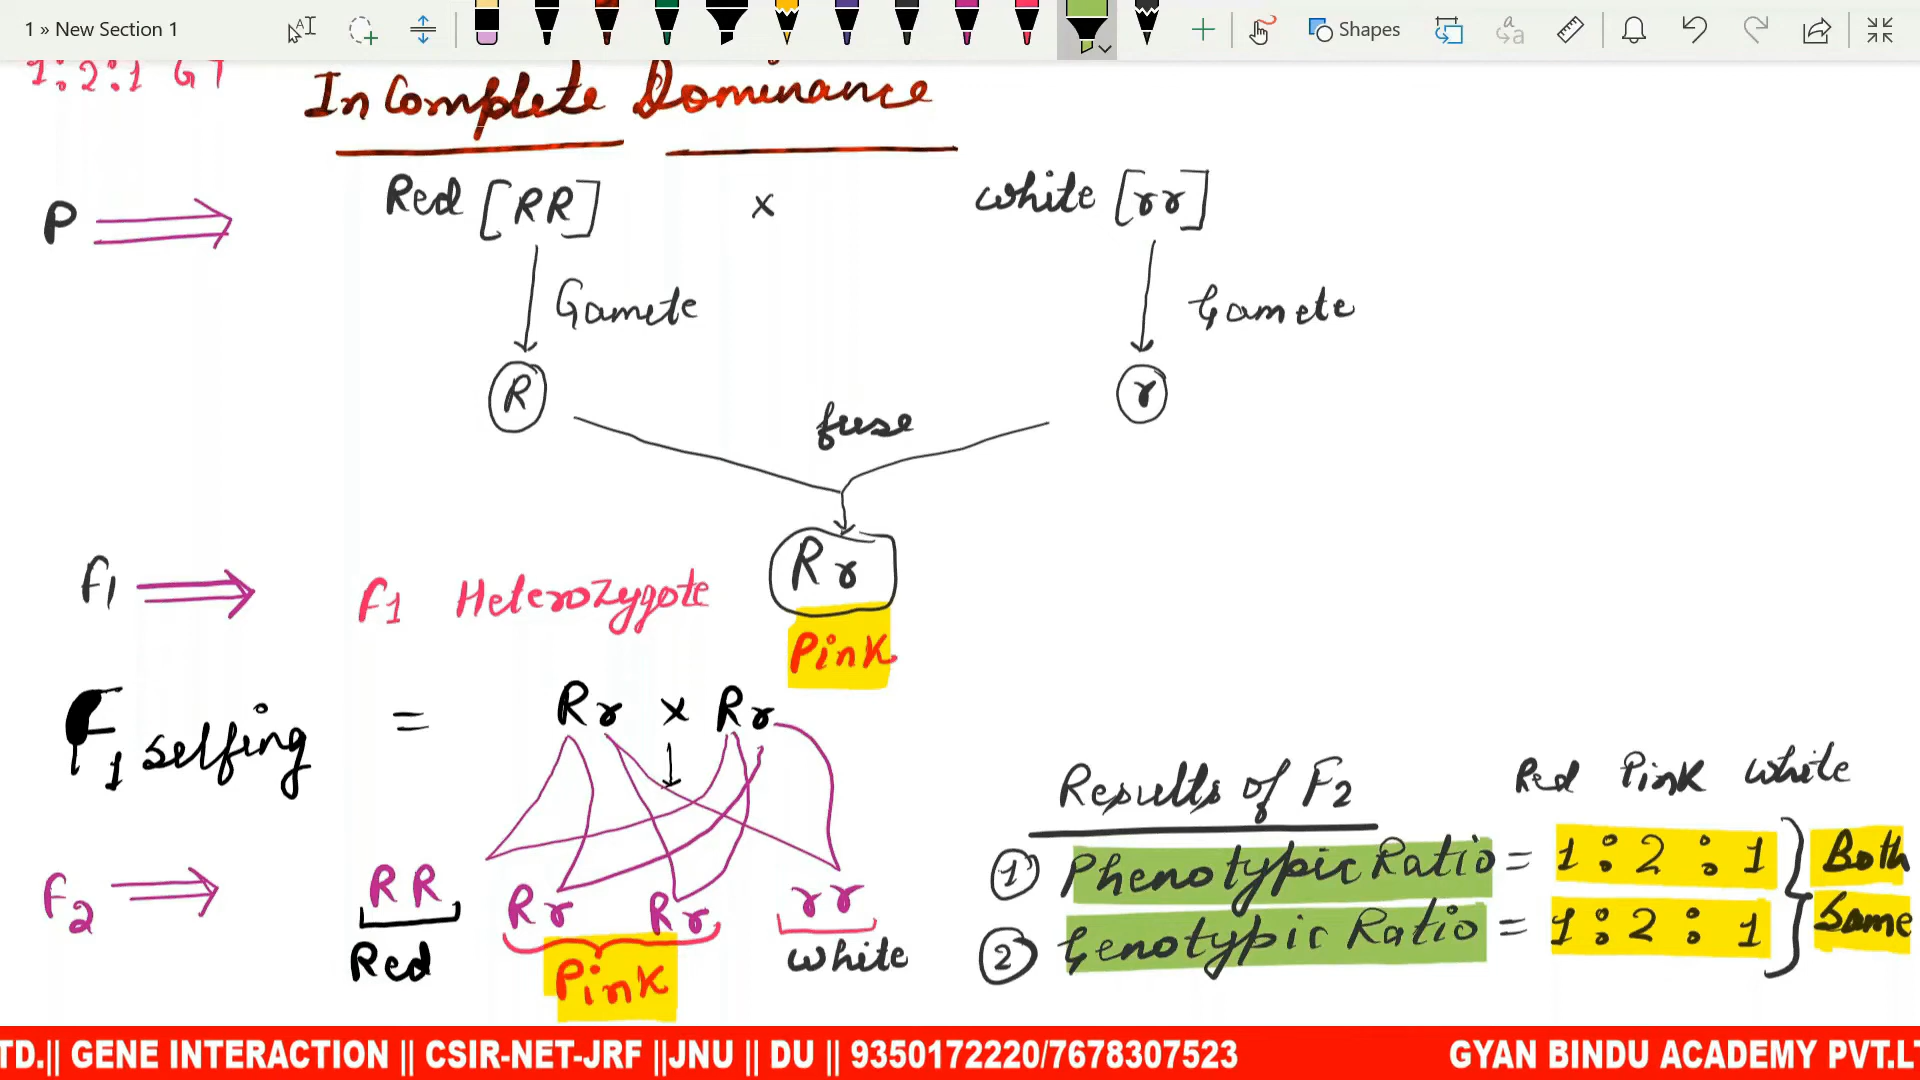 1 » New Section 1
Shapes
1:2:1 GT
InComplete Dominance
P Red [RR] x white [rr]
Gamete Gamete
R r
fuse
Rr
F1 F1 HeteroZygote
Pink
F1 selfing = Rr x Rr
F2 RR Rr Rr rr
Red Pink white
Results of F2 Red Pink white
1 Phenotypic Ratio = 1:2:1 Both
2 Genotypic Ratio = 1:2:1 Same
TD.|| GENE INTERACTION || CSIR-NET-JRF ||JNU || DU || 9350172220/7678307523 GYAN BINDU ACADEMY PVT.LT